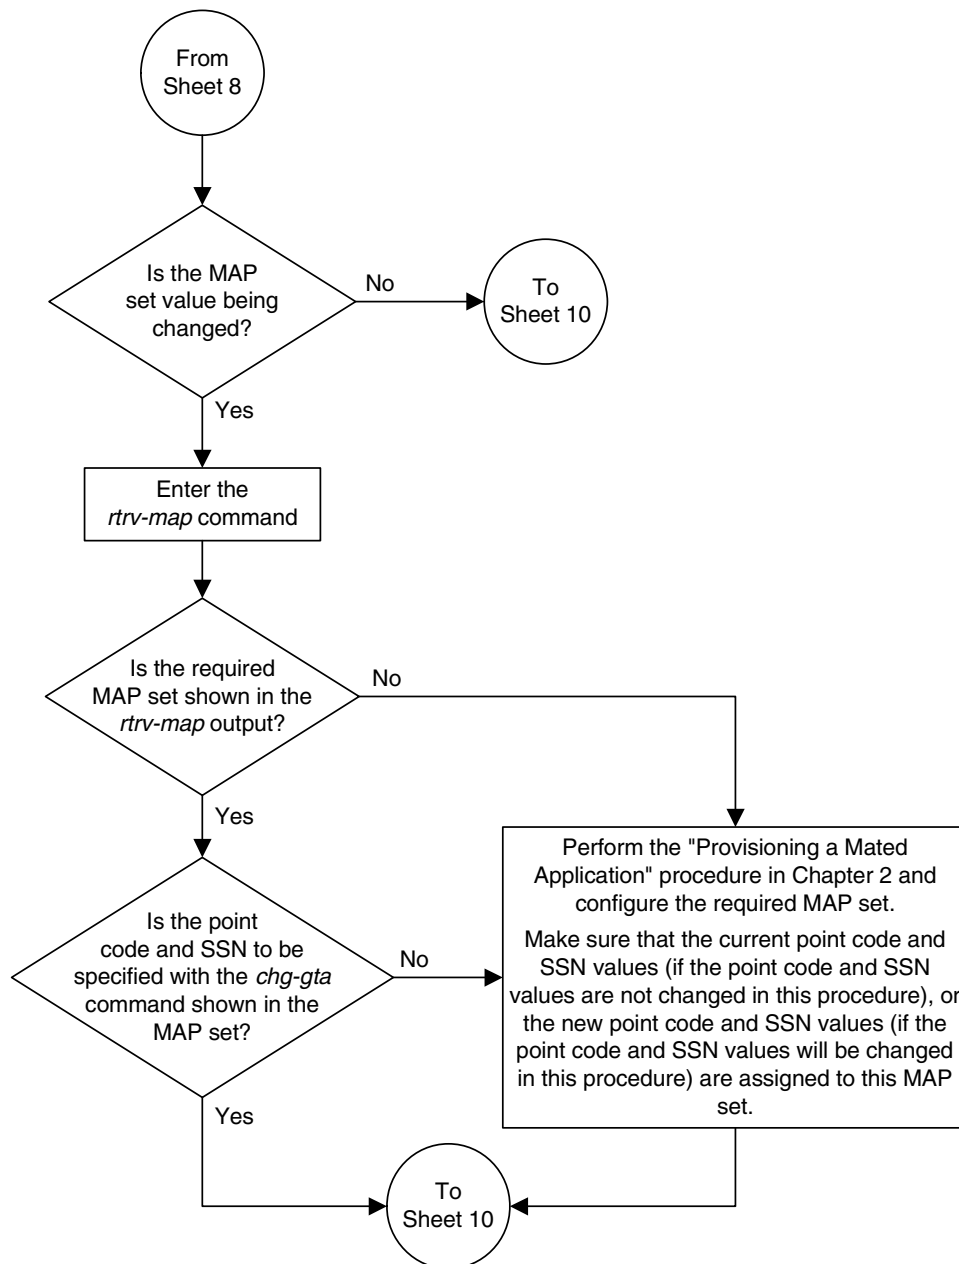 From
Sheet 8
Is the MAP
set value being
changed?
No
To
Sheet 10
Yes
Enter the
rtrv-map command
Is the required
MAP set shown in the
rtrv-map output?
No
Yes
Is the point
code and SSN to be
specified with the chg-gta
command shown in the
MAP set?
No
Perform the "Provisioning a Mated
Application" procedure in Chapter 2 and
configure the required MAP set.
Make sure that the current point code and
SSN values (if the point code and SSN
values are not changed in this procedure), or
the new point code and SSN values (if the
point code and SSN values will be changed
in this procedure) are assigned to this MAP
set.
Yes
To
Sheet 10